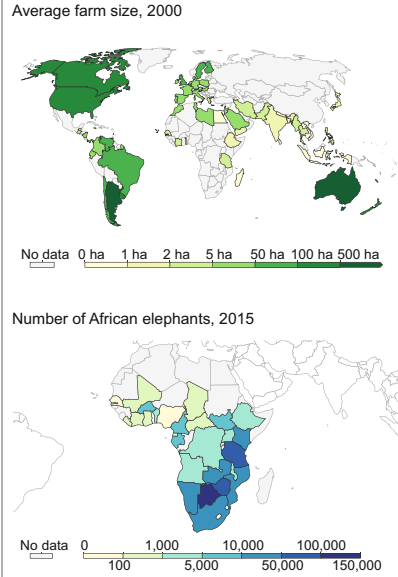 Average farm size, 2000
No data 0 ha 1 ha 2 ha 5 ha 50 ha 100 ha 500 ha
Number of African elephants, 2015
No data 0 1,000 10,000 100,000
100 5,000 50,000 150,000